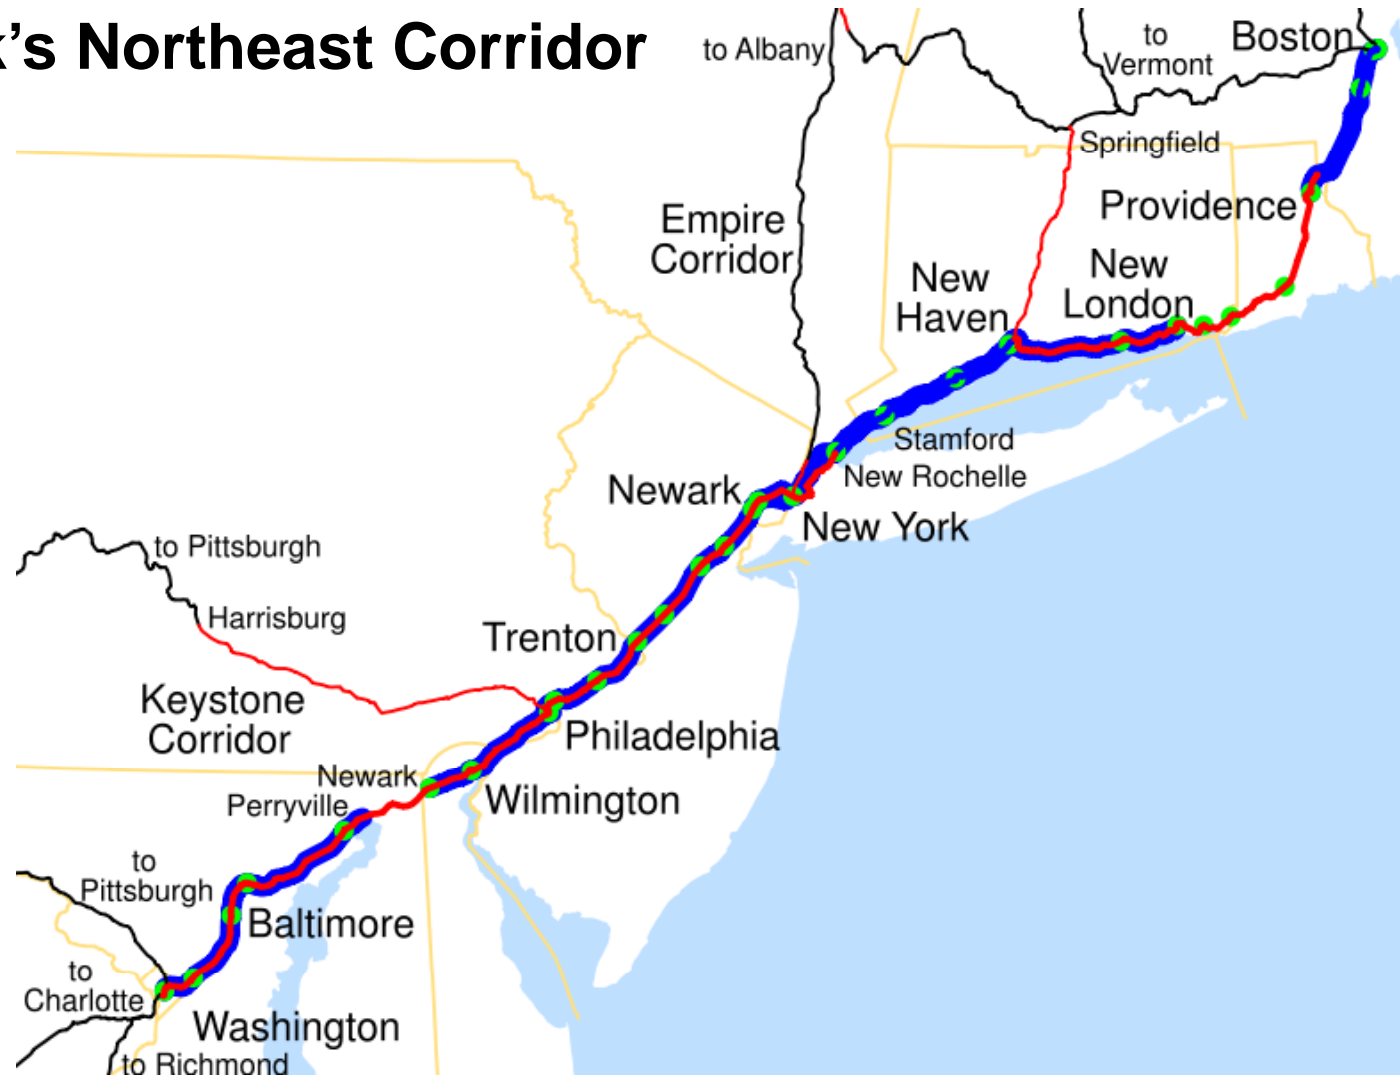 ’s Northeast Corridor
to Albany
to
Vermont
Boston
Springfield
Providence
Empire
Corridor
New
Haven
New
London
Stamford
New Rochelle
Newark
New York
to Pittsburgh
Harrisburg
Trenton
Keystone
Corridor
Philadelphia
Newark
Perryville
Wilmington
to
Pittsburgh
Baltimore
to
Charlotte
Washington
to Richmond